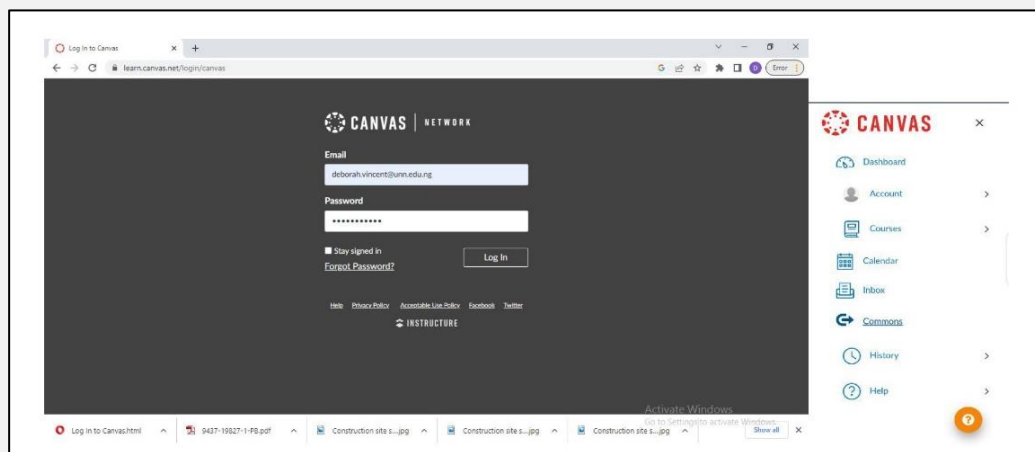 Log In to Canvas
learn.canvas.net/login/canvas
Error
CANVAS | NETWORK
Email
deborah.vincent@unn.edu.ng
Password
Stay signed in
Log In
Forgot Password?
Help Privacy Policy Acceptable Use Policy Facebook Twitter
INSTRUCTURE
Activate Windows
Go to Settings to activate Windows.
Log In to Canvas.html
9437-19827-1-PB.pdf
Construction site s....jpg
Construction site s....jpg
Construction site s....jpg
Show all
CANVAS
Dashboard
Account
Courses
Calendar
Inbox
Commons
History
Help